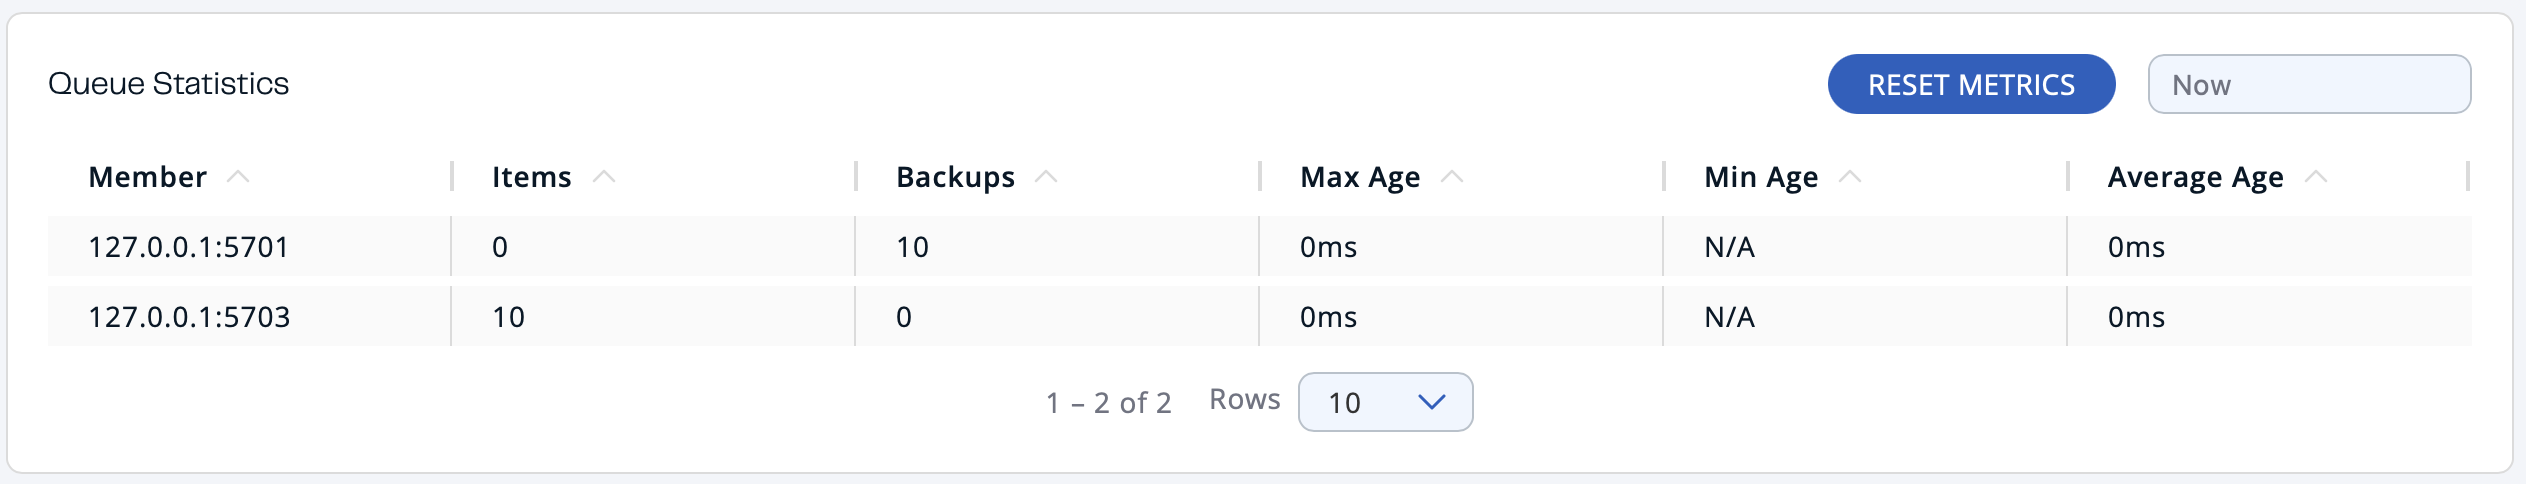 Queue Statistics RESET METRICS Now
Member Items Backups Max Age Min Age Average Age
127.0.0.1:5701 0 10 0ms N/A 0ms
127.0.0.1:5703 10 0 0ms N/A 0ms
1 – 2 of 2 Rows 10